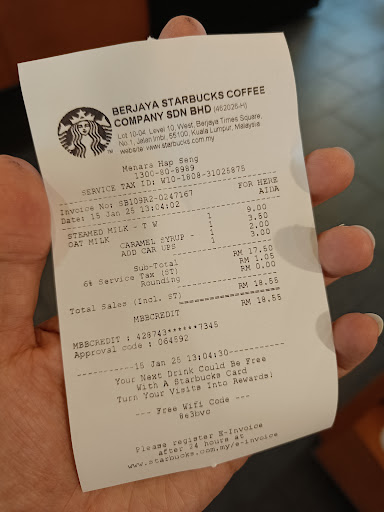 BERJAYA STARBUCKS COFFEE
COMPANY SDN BHD (462026-H)
Lot 10-04, Level 10, West, Berjaya Times Square,
No.1, Jalan Imbi, 55100, Kuala Lumpur, Malaysia
website: www.starbucks.com.my
Menara Hap Seng
1300-80-8989
SERVICE TAX ID: W10-1808-31025875
Invoice No: SB109R2-0247167 FOR HERE
Date: 15 Jan 25 13:04:02 AIDA
STEAMED MILK - T W 1 9.00
OAT MILK 1 3.50
CARAMEL SYRUP - 1 2.00
ADD CAR UPS 1 3.00
Sub-Total RM 17.50
6% Service Tax (ST) RM 1.05
Rounding RM 0.00
Total Sales (Incl. ST) RM 18.55
MBBCREDIT RM 18.55
MBBCREDIT : 428743******7345
Approval code : 064692
-----------15 Jan 25 13:04:30-----------
Your Next Drink Could Be Free
With A Starbucks Card
Turn Your Visits Into Rewards!
--- Free Wifi Code ---
8e3bvo
Please register E-Invoice
after 24 hours at
www.starbucks.com.my/e-invoice